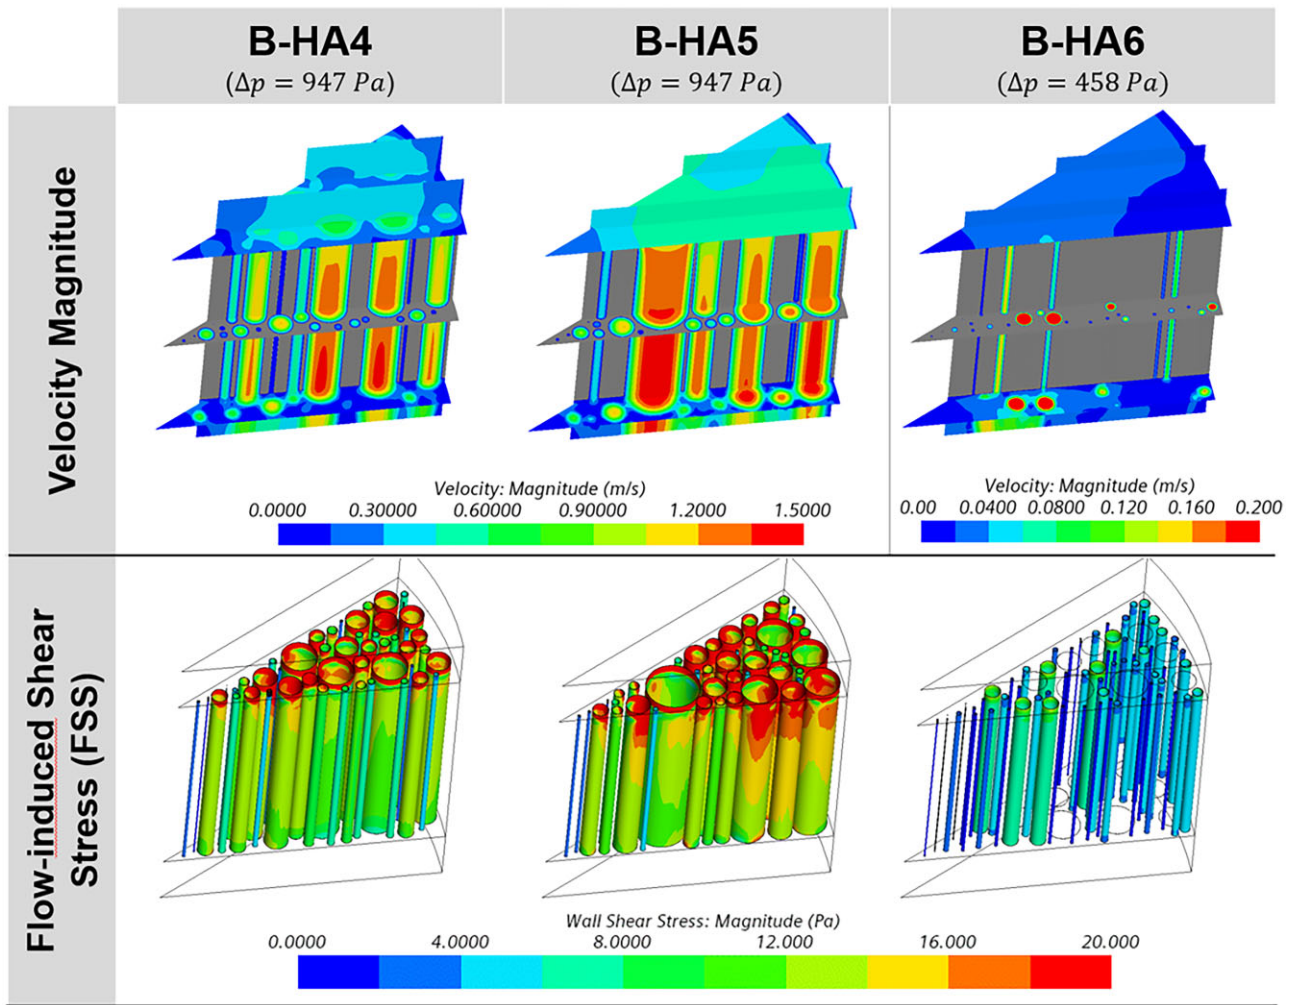 B-HA4
(Δp = 947 Pa)
B-HA5
(Δp = 947 Pa)
B-HA6
(Δp = 458 Pa)
Velocity Magnitude
Velocity: Magnitude (m/s)
0.0000 0.30000 0.60000 0.90000 1.2000 1.5000
Velocity: Magnitude (m/s)
0.00 0.0400 0.0800 0.120 0.160 0.200
Flow-induced Shear
Stress (FSS)
Wall Shear Stress: Magnitude (Pa)
0.0000 4.0000 8.0000 12.000 16.000 20.000